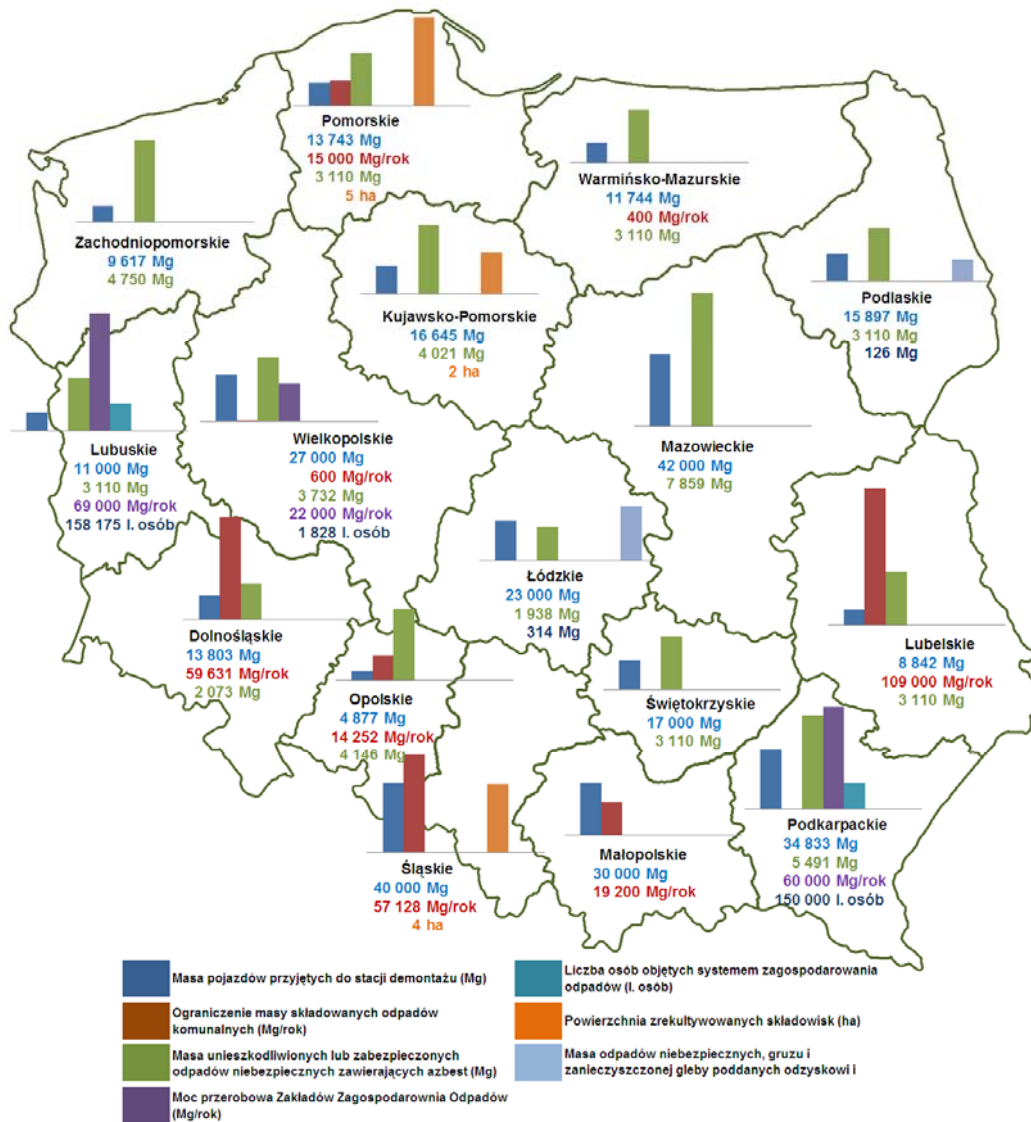 Pomorskie
13 743 Mg
15 000 Mg/rok
3 110 Mg
5 ha
Warmińsko-Mazurskie
11 744 Mg
400 Mg/rok
3 110 Mg
Zachodniopomorskie
9 617 Mg
4 750 Mg
Kujawsko-Pomorskie
16 645 Mg
4 021 Mg
2 ha
Podlaskie
15 897 Mg
3 110 Mg
126 Mg
Lubuskie
11 000 Mg
3 110 Mg
69 000 Mg/rok
158 175 l. osób
Wielkopolskie
27 000 Mg
600 Mg/rok
3 732 Mg
22 000 Mg/rok
1 828 l. osób
Mazowieckie
42 000 Mg
7 859 Mg
Łódzkie
23 000 Mg
1 938 Mg
314 Mg
Dolnośląskie
13 803 Mg
59 631 Mg/rok
2 073 Mg
Opolskie
4 877 Mg
14 252 Mg/rok
4 146 Mg
Świętokrzyskie
17 000 Mg
3 110 Mg
Lubelskie
8 842 Mg
109 000 Mg/rok
3 110 Mg
Śląskie
40 000 Mg
57 128 Mg/rok
4 ha
Małopolskie
30 000 Mg
19 200 Mg/rok
Podkarpackie
34 833 Mg
5 491 Mg
60 000 Mg/rok
150 000 l. osób
Masa pojazdów przyjętych do stacji demontażu (Mg)
Ograniczenie masy składowanych odpadów
komunalnych (Mg/rok)
Masa unieszkodliwionych lub zabezpieczonych
odpadów niebezpiecznych zawierających azbest (Mg)
Moc przerobowa Zakładów Zagospodarownia Odpadów
(Mg/rok)
Liczba osób objętych systemem zagospodarowania
odpadów (l. osób)
Powierzchnia zrekultywowanych składowisk (ha)
Masa odpadów niebezpiecznych, gruzu i
zanieczyszczonej gleby poddanych odzyskowi i